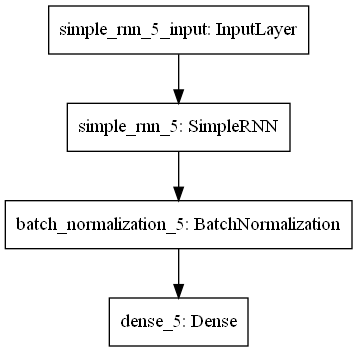 simple_rnn_5_input: InputLayer
simple_rnn_5: SimpleRNN
batch_normalization_5: BatchNormalization
dense_5: Dense